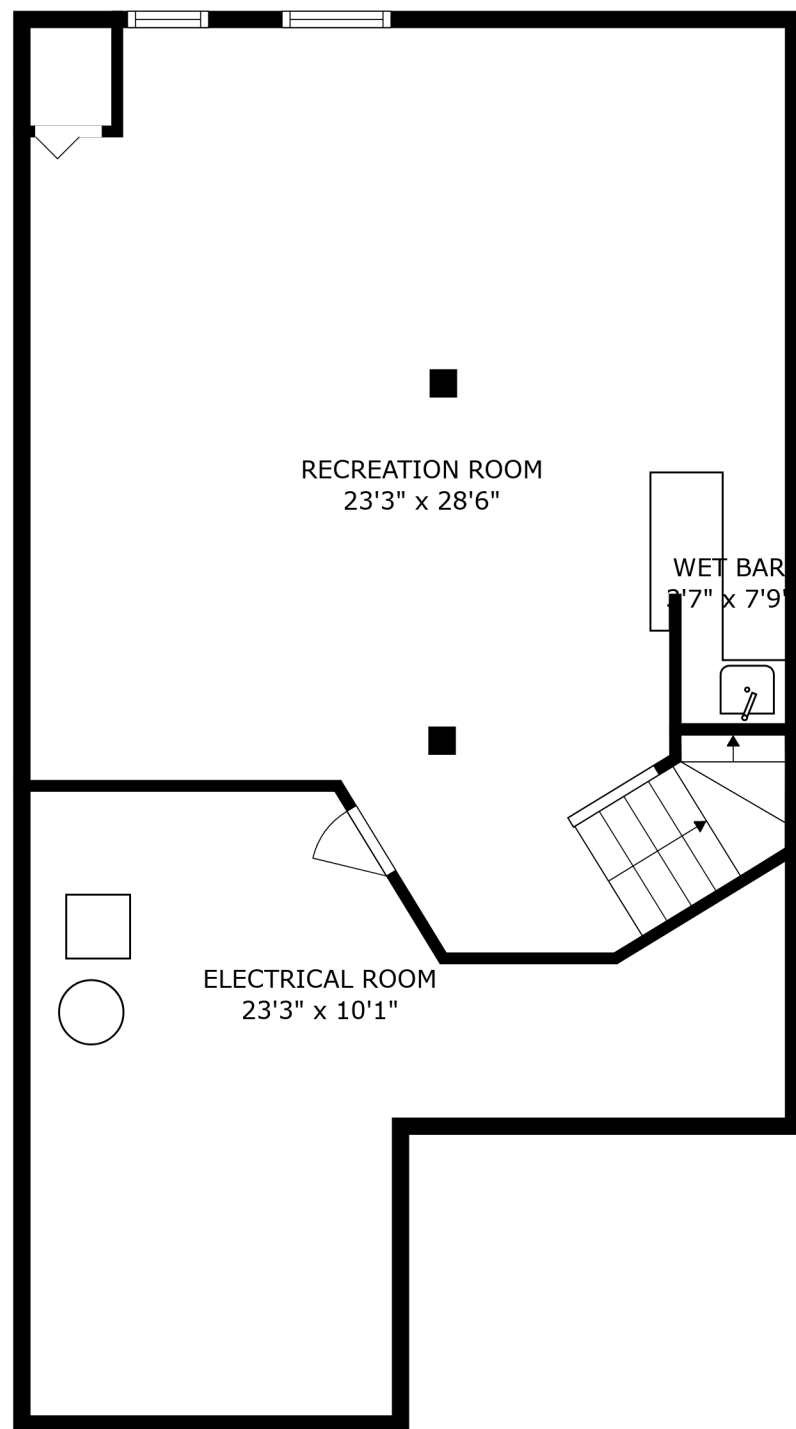 RECREATION ROOM
23'3" x 28'6"
WET BAR
x 7'9"
ELECTRICAL ROOM
23'3" x 10'1"